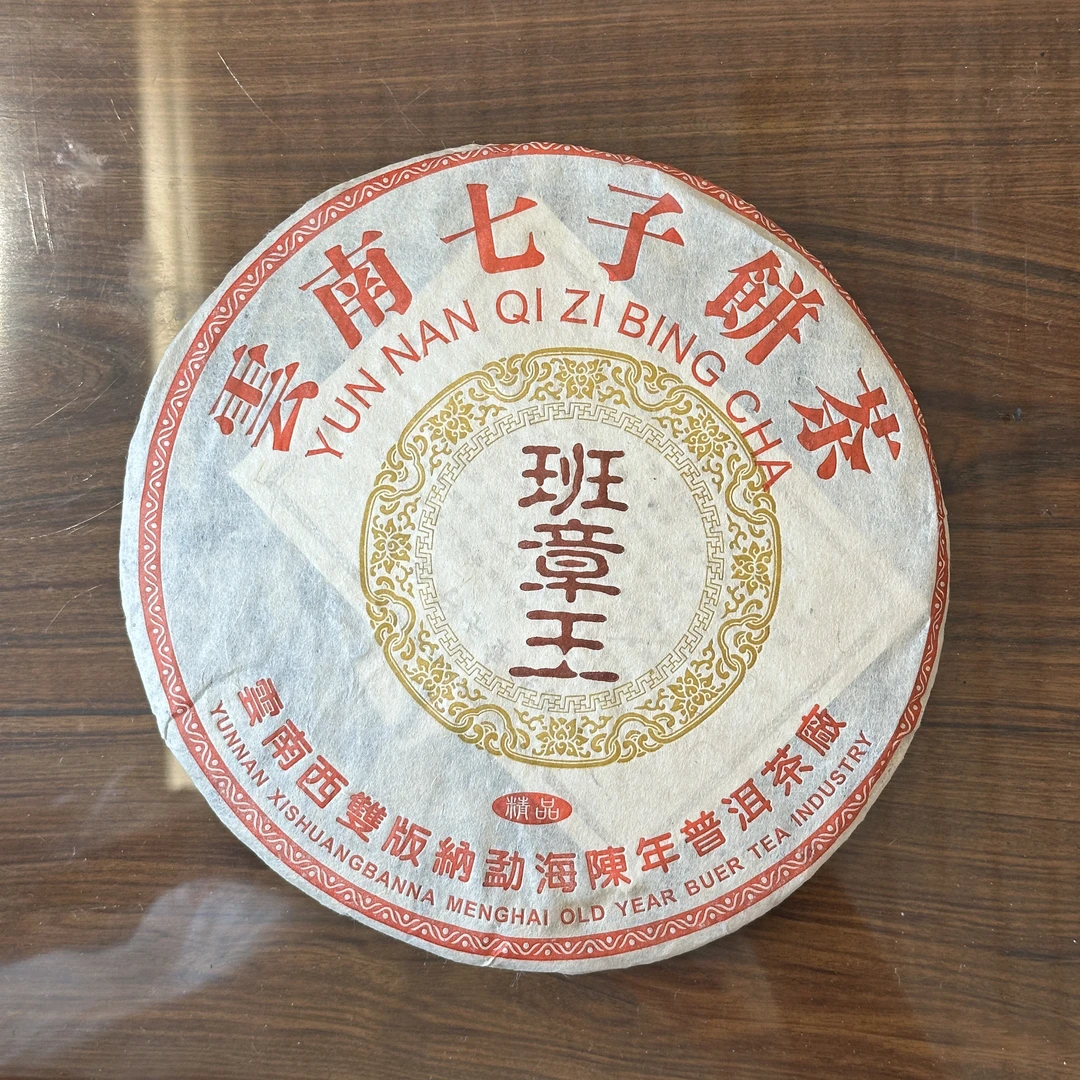 雲南七子餅茶
YUN NAN QI ZI BING CHA
班
章
王
精品
雲南西雙版納勐海陳年普洱茶廠
YUNNAN XISHUANGBANNA MENGHAI OLD YEAR BUER TEA INDUSTRY